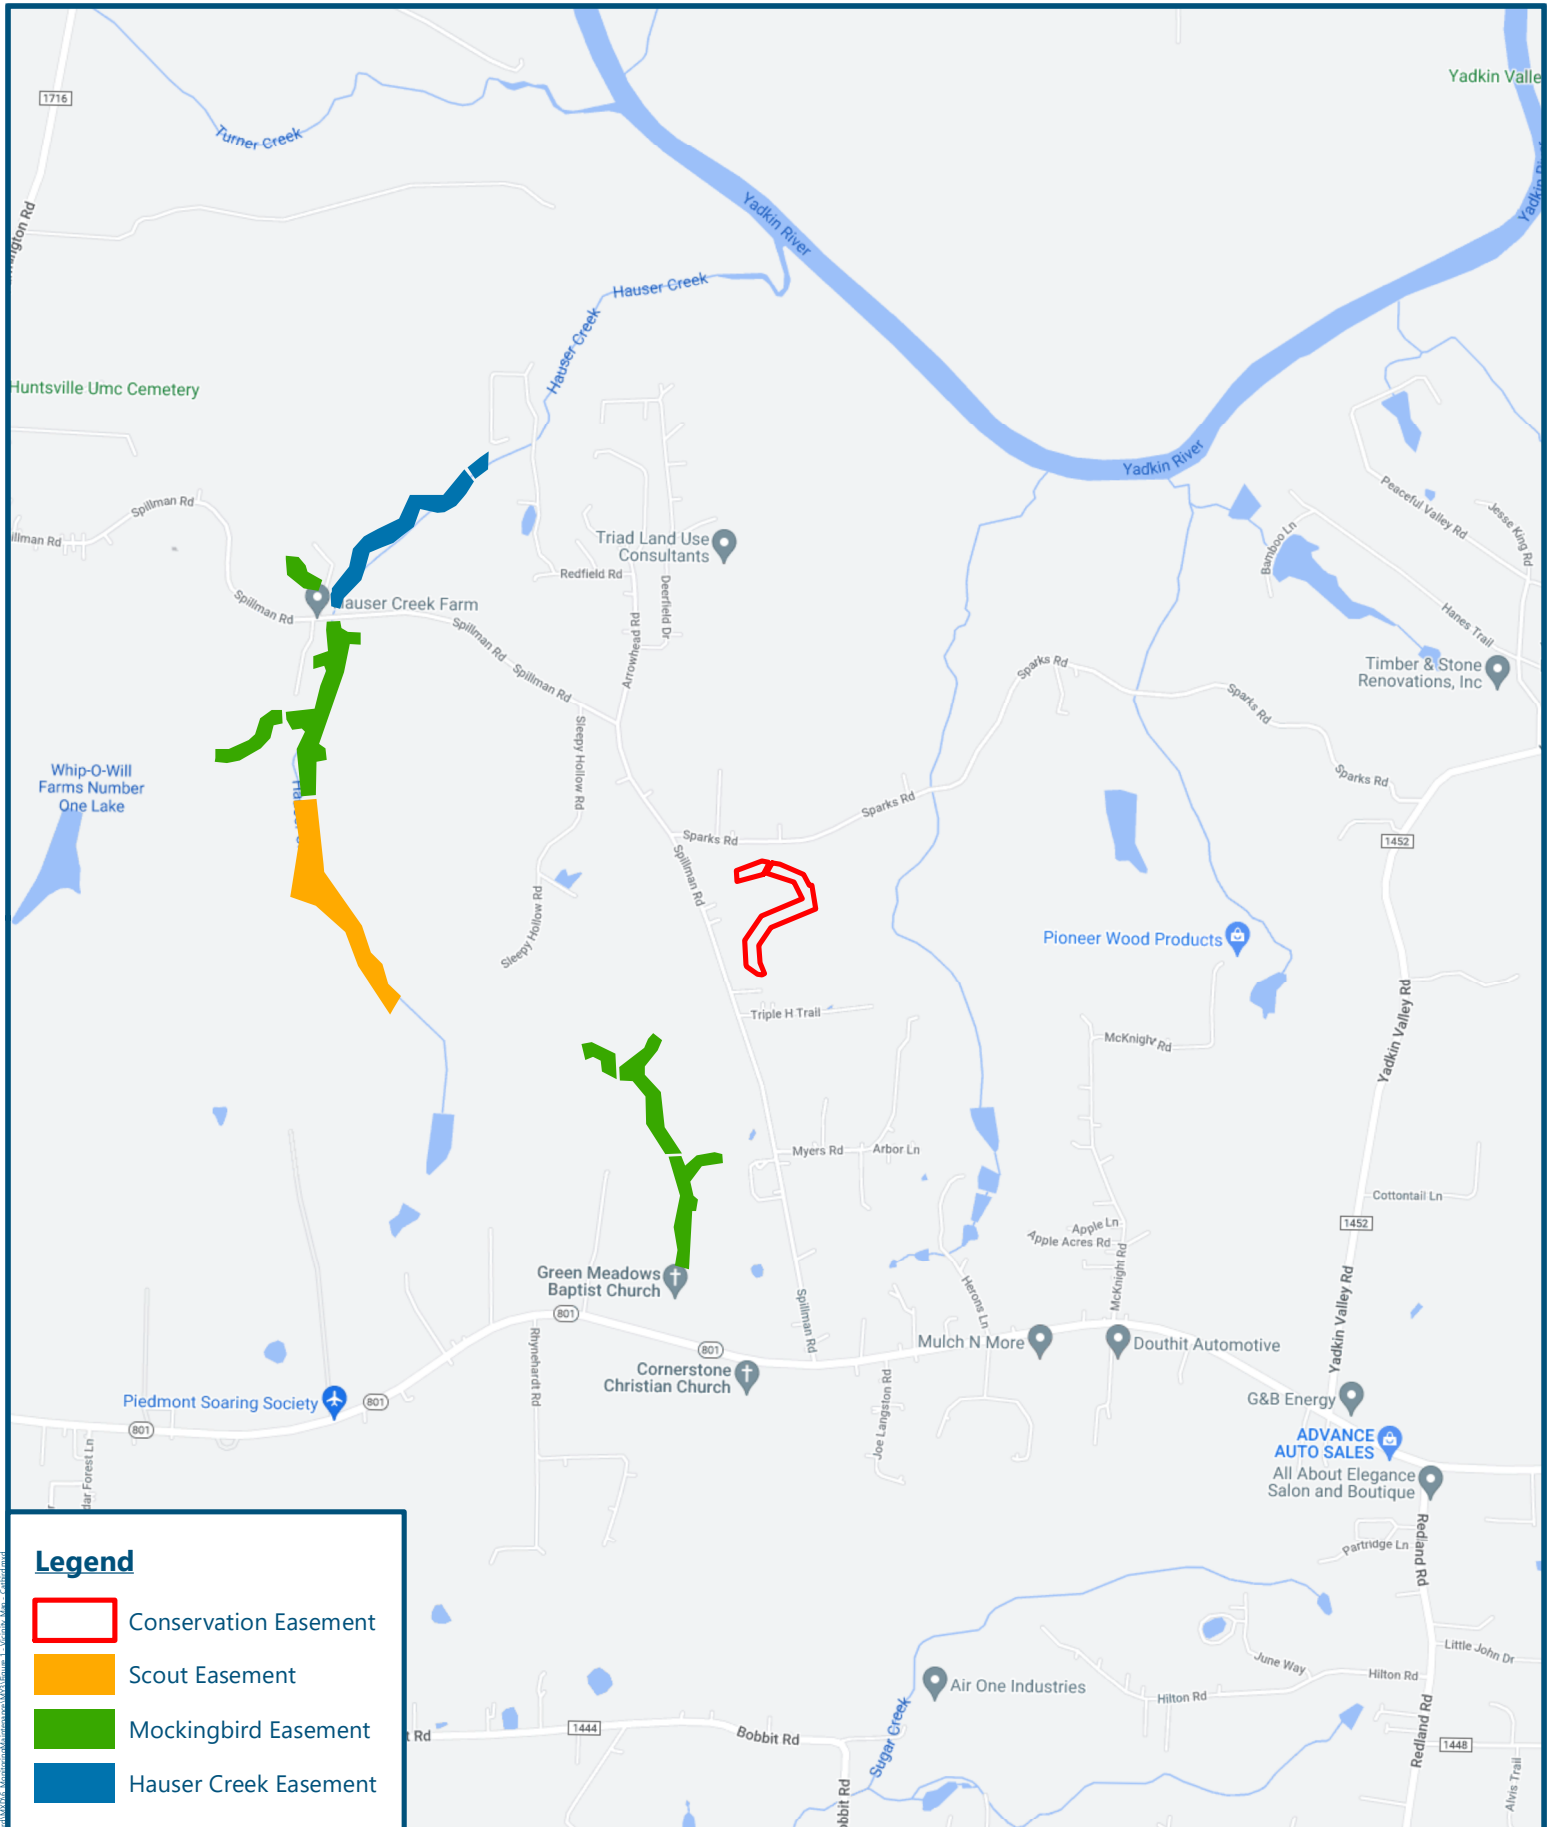 Yadkin Valle
1716
Turner Creek
Yadkin River
Hauser Creek
Hauser Creek
Huntsville Umc Cemetery
Yadkin River
Peaceful Valley Rd
Jesse King Rd
Spillman Rd
illman Rd
Bamboo Ln
Triad Land Use
Consultants
Redfield Rd
Deerfield Dr
Spillman Rd
auser Creek Farm
Spillman Rd
Spillman Rd
Arrowhead Rd
Hanes Trail
Timber & Stone
Renovations, Inc
Sparks Rd
Sparks Rd
Sleepy Hollow Rd
Whip-O-Will
Farms Number
One Lake
Sparks Rd
Sparks Rd
Sparks Rd
1452
Spillman Rd
Sleepy Hollow Rd
Pioneer Wood Products
Yadkin Valley Rd
Triple H Trail
McKnight Rd
Myers Rd
Arbor Ln
Cottontail Ln
1452
Apple Ln
Apple Acres Rd
McKnight Rd
Green Meadows
Baptist Church
Herons Ln
Spillman Rd
Yadkin Valley Rd
801
Rhynehardt Rd
801
Mulch N More
Douthit Automotive
Cornerstone
Christian Church
Joe Langston Rd
G&B Energy
Piedmont Soaring Society
801
801
ADVANCE
AUTO SALES
All About Elegance
Salon and Boutique
dar Forest Ln
Redland Rd
Partridge Ln
Little John Dr
June Way
Hilton Rd
Hilton Rd
Air One Industries
Redland Rd
1444
t Rd
Bobbit Rd
Sugar Creek
1448
Alvis Trail
obbit Rd
Legend
Conservation Easement
Scout Easement
Mockingbird Easement
Hauser Creek Easement